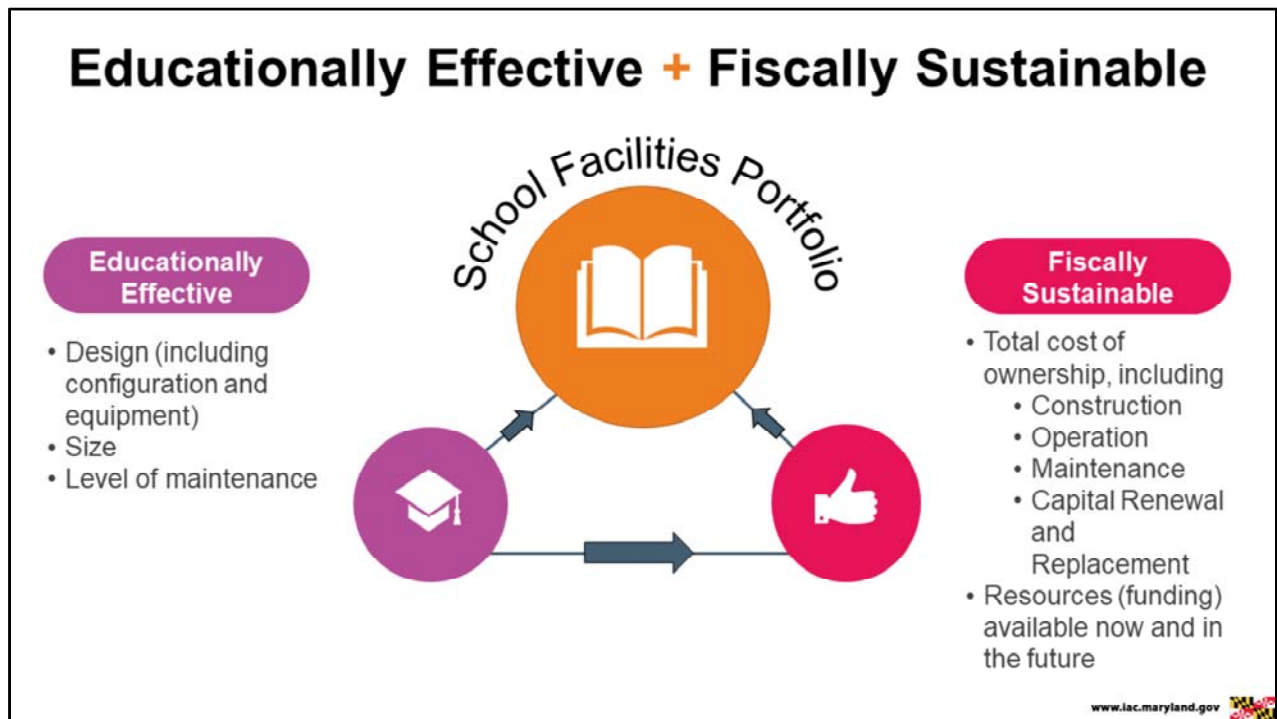 Educationally Effective + Fiscally Sustainable
School Facilities Portfolio
Educationally
Effective
• Design (including
configuration and
equipment)
• Size
• Level of maintenance
Fiscally
Sustainable
• Total cost of
ownership, including
• Construction
• Operation
• Maintenance
• Capital Renewal
and
Replacement
• Resources (funding)
available now and in
the future
www.iac.maryland.gov